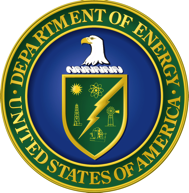 DEPARTMENT OF ENERGY
UNITED STATES OF AMERICA